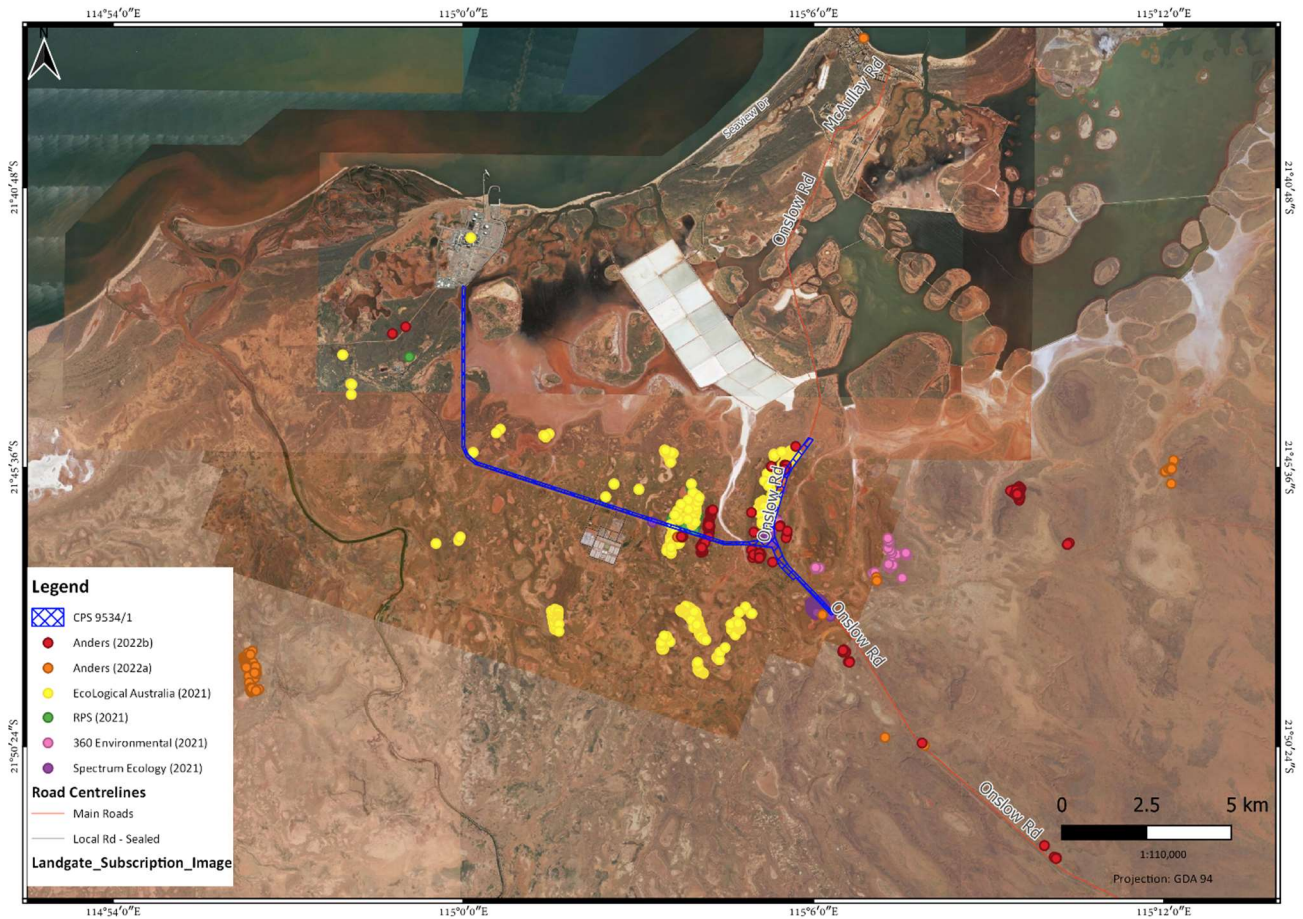 114°54′0″E
115°0′0″E
115°6′0″E
115°12′0″E
N
Seaview Dr
McAullay Rd
21°40′48″S
21°40′48″S
Onslow Rd
21°45′36″S
21°45′36″S
Onslow Rd
Legend
CPS 9534/1
Anders (2022b)
Anders (2022a)
EcoLogical Australia (2021)
RPS (2021)
360 Environmental (2021)
Spectrum Ecology (2021)
Road Centrelines
Main Roads
Local Rd - Sealed
Landgate_Subscription_Image
Onslow Rd
21°50′24″S
21°50′24″S
Onslow Rd
0 2.5 5 km
1:110,000
Projection: GDA 94
114°54′0″E
115°0′0″E
115°6′0″E
115°12′0″E